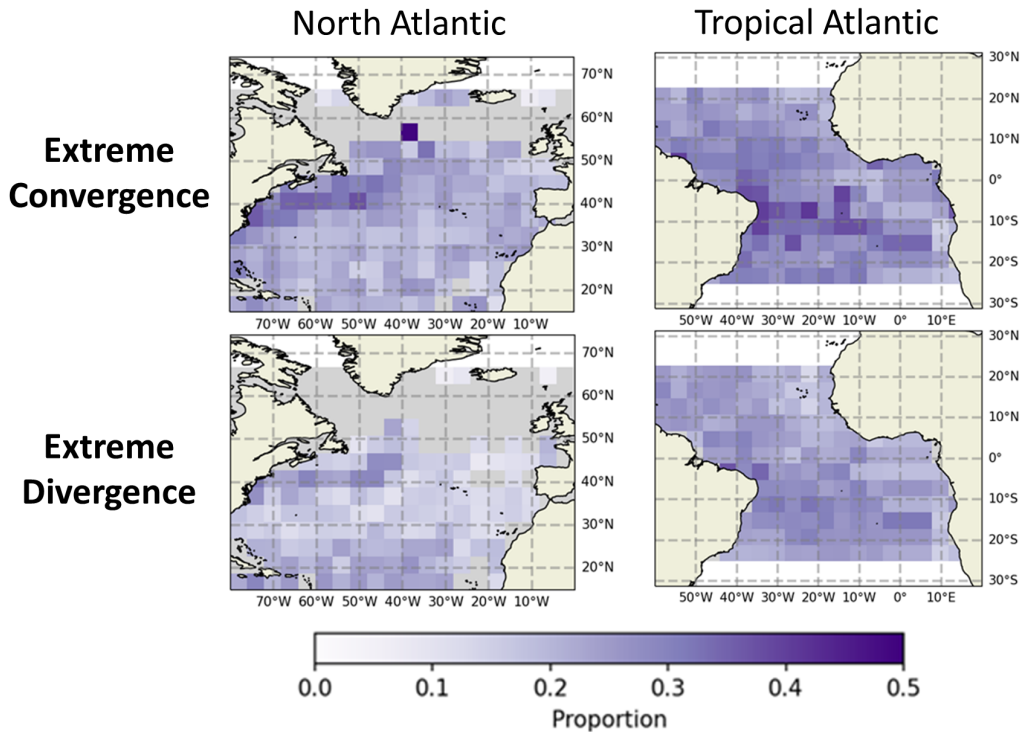 North Atlantic
Tropical Atlantic
Extreme
Convergence
70°N
60°N
50°N
40°N
30°N
20°N
70°W 60°W 50°W 40°W 30°W 20°W 10°W
30°N
20°N
10°N
0°
10°S
20°S
30°S
50°W 40°W 30°W 20°W 10°W 0° 10°E
Extreme
Divergence
70°N
60°N
50°N
40°N
30°N
20°N
70°W 60°W 50°W 40°W 30°W 20°W 10°W
30°N
20°N
10°N
0°
10°S
20°S
30°S
50°W 40°W 30°W 20°W 10°W 0° 10°E
0.0 0.1 0.2 0.3 0.4 0.5
Proportion